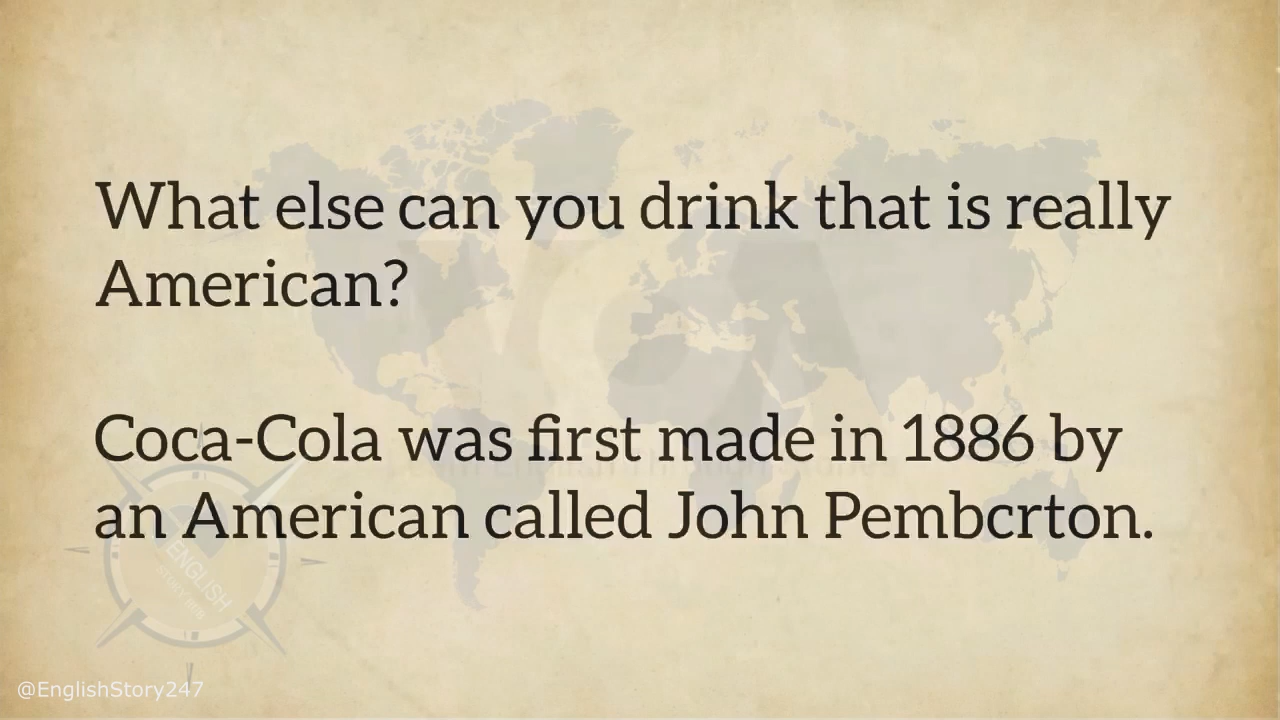 What else can you drink that is really
American?
Coca-Cola was first made in 1886 by
an American called John Pembcrton.
ENGLISH
@EnglishStory247